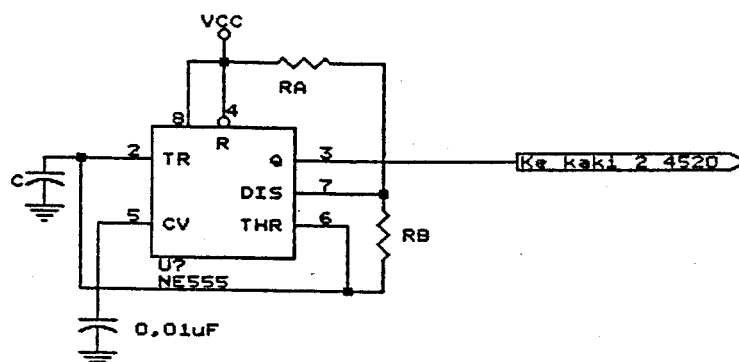 VCC
RA
8
4
R
2
TR
Q
3
Ke kaki 2 4520
C
DIS
7
5
CV
THR
6
RB
U?
NE555
0,01uF